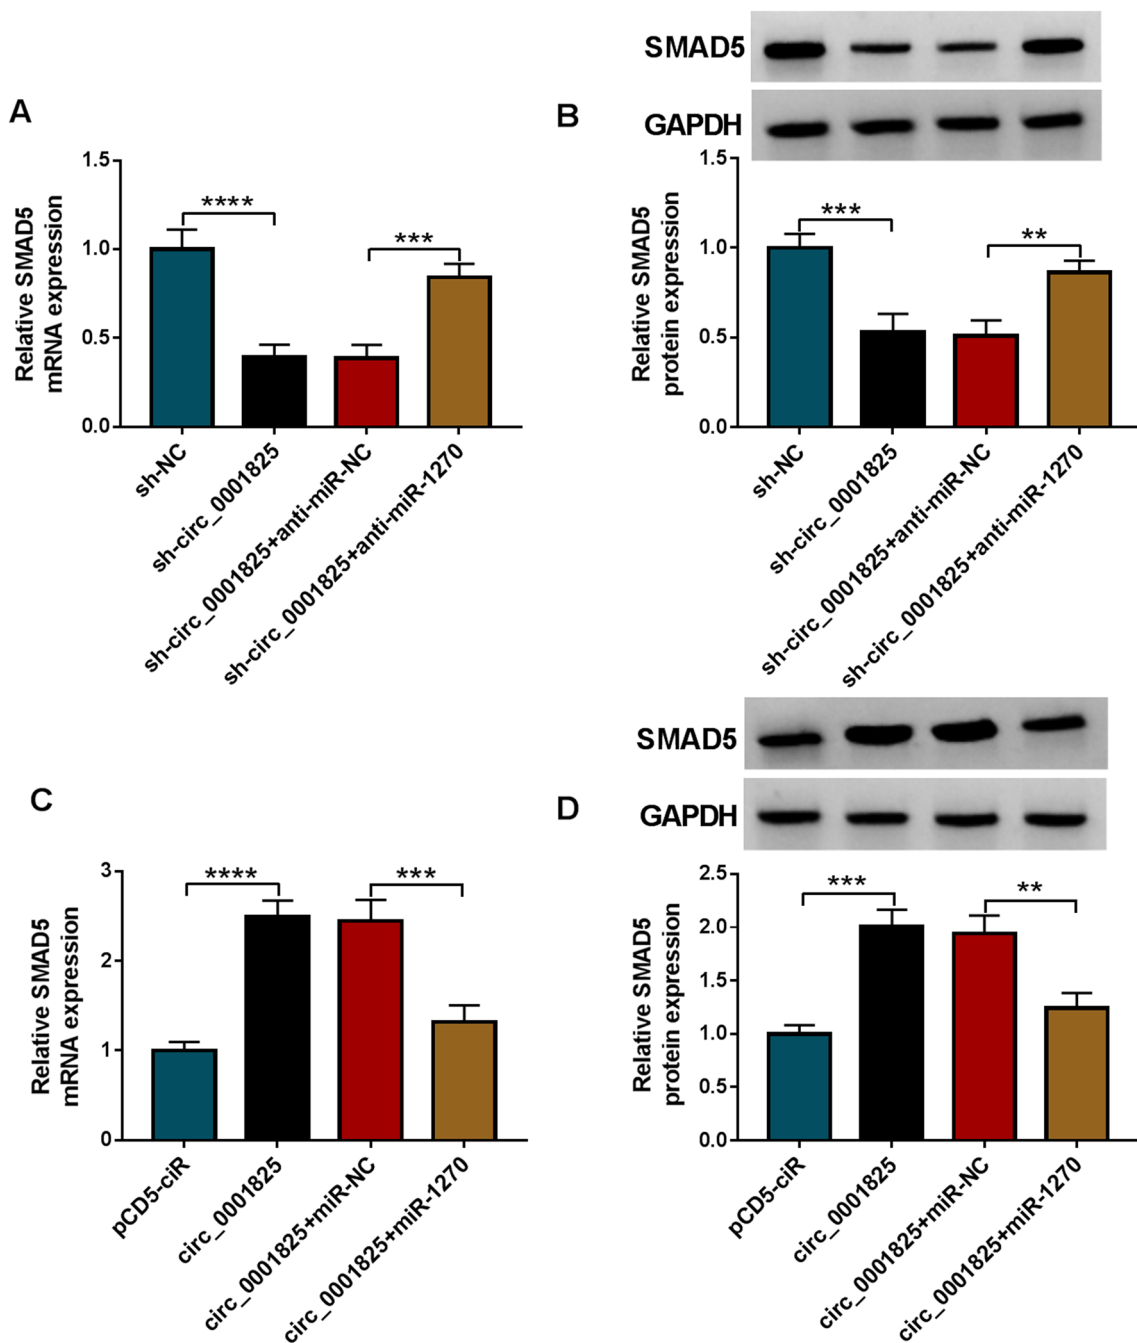 A
Relative SMAD5
mRNA expression
1.5
1.0
0.5
0.0
****
***
sh-NC
sh-circ_0001825
sh-circ_0001825+anti-miR-NC
sh-circ_0001825+anti-miR-1270
B
SMAD5
GAPDH
Relative SMAD5
protein expression
1.5
1.0
0.5
0.0
***
**
sh-NC
sh-circ_0001825
sh-circ_0001825+anti-miR-NC
sh-circ_0001825+anti-miR-1270
C
Relative SMAD5
mRNA expression
3
2
1
0
****
***
pCD5-ciR
circ_0001825
circ_0001825+miR-NC
circ_0001825+miR-1270
D
SMAD5
GAPDH
Relative SMAD5
protein expression
2.5
2.0
1.5
1.0
0.5
0.0
***
**
pCD5-ciR
circ_0001825
circ_0001825+miR-NC
circ_0001825+miR-1270